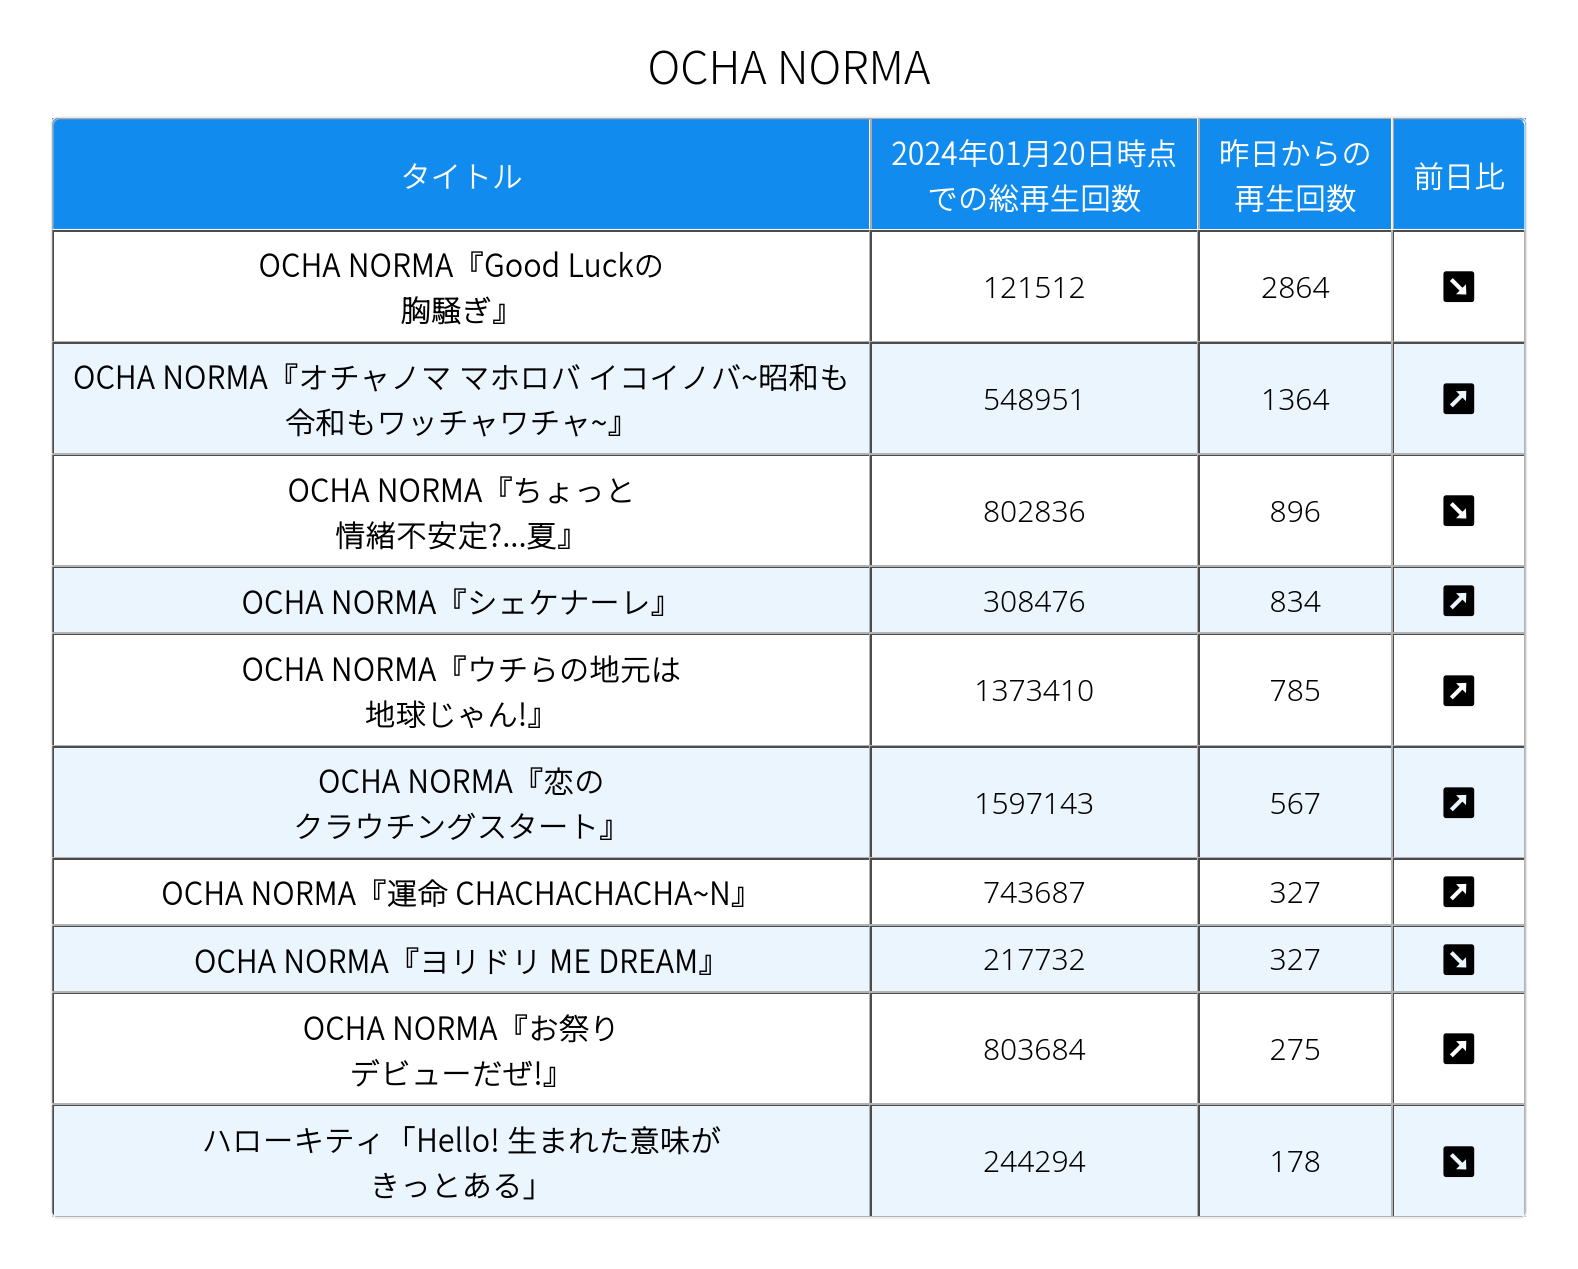 OCHA NORMA
タイトル
2024年01月20日時点
での総再生回数
昨日からの
再生回数
前日比
OCHA NORMA『Good Luckの
胸騒ぎ』
121512
2864
OCHA NORMA『オチャノマ マホロバ イコイノバ~昭和も
令和もワッチャワチャ~』
548951
1364
OCHA NORMA『ちょっと
情緒不安定?...夏』
802836
896
OCHA NORMA『シェケナーレ』
308476
834
OCHA NORMA『ウチらの地元は
地球じゃん!』
1373410
785
OCHA NORMA『恋の
クラウチングスタート』
1597143
567
OCHA NORMA『運命 CHACHACHACHA~N』
743687
327
OCHA NORMA『ヨリドリ ME DREAM』
217732
327
OCHA NORMA『お祭り
デビューだぜ!』
803684
275
ハローキティ「Hello! 生まれた意味が
きっとある」
244294
178